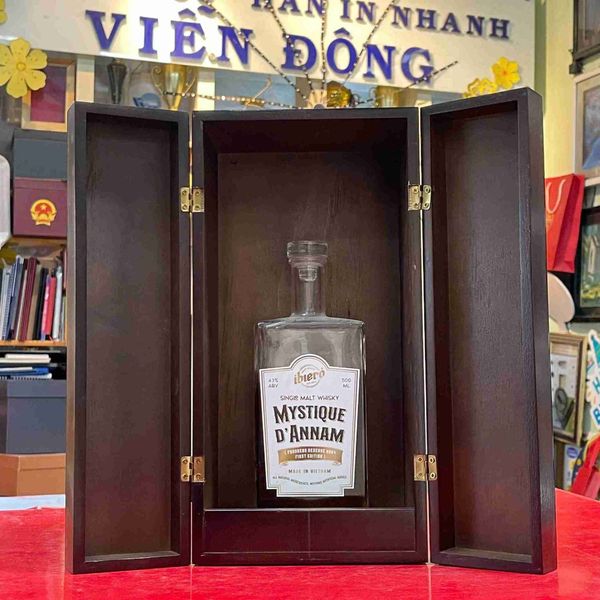 HÀN IN NHANH
VIỄN ĐÔNG
ibiero
43%
ABV
500
ML
SINGLE MALT WHISKY
MYSTIQUE
D'ANNAM
FIRST EDITION
MADE IN VIETNAM